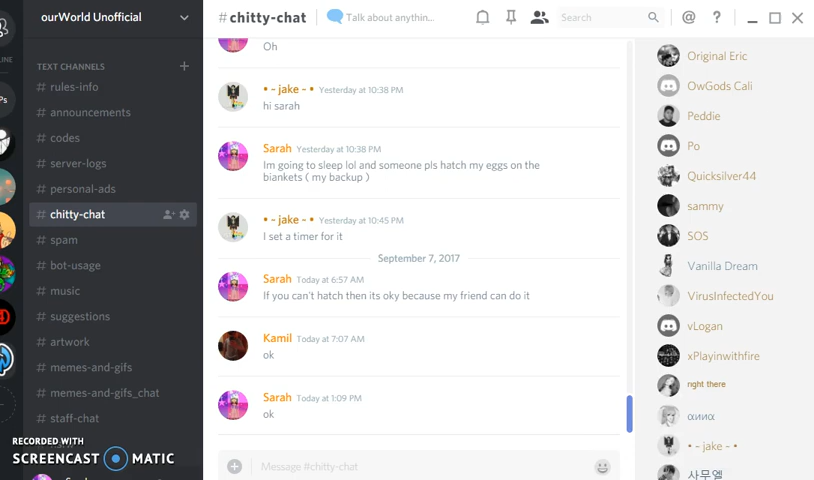 ourWorld Unofficial
TEXT CHANNELS
# rules-info
# announcements
# codes
# server-logs
# personal-ads
# chitty-chat
# spam
# bot-usage
# music
# suggestions
# artwork
# memes-and-gifs
# memes-and-gifs_chat
# staff-chat
RECORDED WITH
SCREENCAST MATIC
# chitty-chat
Talk about anythin...
Search
Oh
• ~ jake ~ • Yesterday at 10:38 PM
hi sarah
Sarah Yesterday at 10:38 PM
Im going to sleep lol and someone pls hatch my eggs on the
biankets ( my backup )
• ~ jake ~ • Yesterday at 10:45 PM
I set a timer for it
September 7, 2017
Sarah Today at 6:57 AM
If you can't hatch then its oky because my friend can do it
Kamil Today at 7:07 AM
ok
Sarah Today at 1:09 PM
ok
Message #chitty-chat
Original Eric
OwGods Cali
Peddie
Po
Quicksilver44
sammy
SOS
Vanilla Dream
VirusInfectedYou
vLogan
xPlayinwithfire
right there
αιиα
• ~ jake ~ •
사무엘